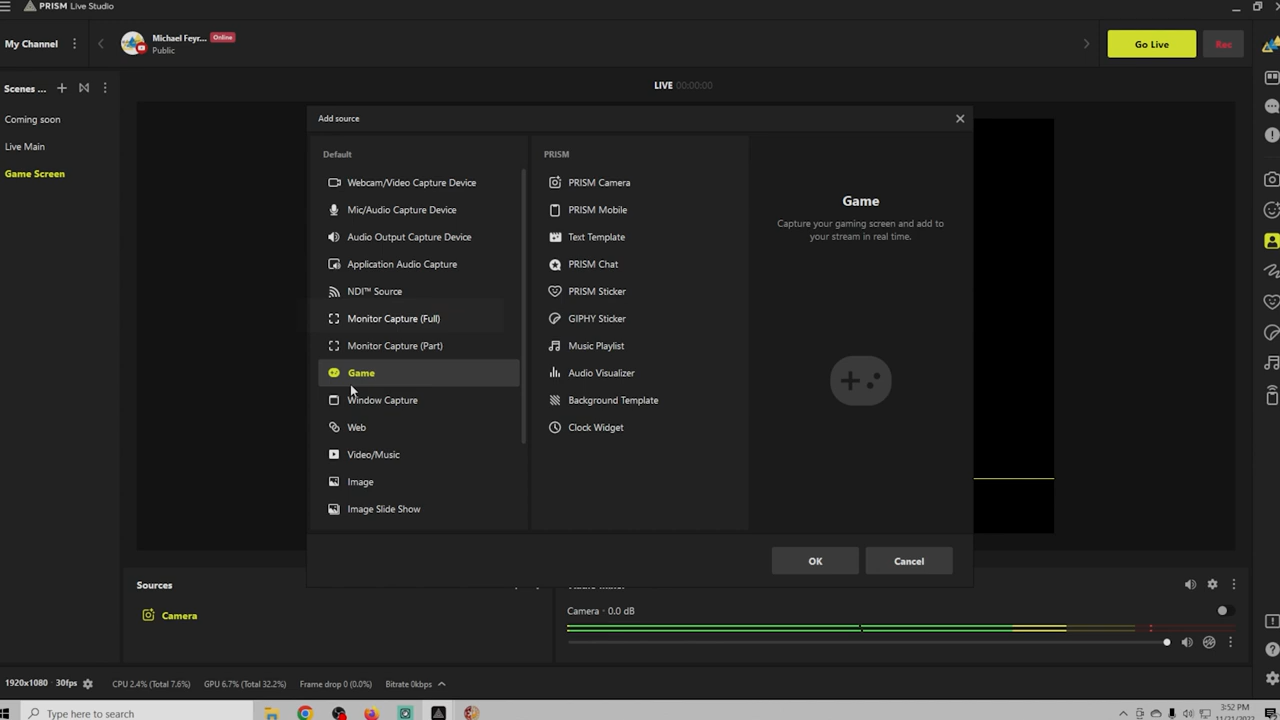 PRISM Live Studio
My Channel
Michael Feyr...
Online
Public
Go Live
Rec
Scenes ...
LIVE 00:00:00
Coming soon
Live Main
Game Screen
Add source
Default
Webcam/Video Capture Device
Mic/Audio Capture Device
Audio Output Capture Device
Application Audio Capture
NDI™ Source
Monitor Capture (Full)
Monitor Capture (Part)
Game
Window Capture
Web
Video/Music
Image
Image Slide Show
PRISM
PRISM Camera
PRISM Mobile
Text Template
PRISM Chat
PRISM Sticker
GIPHY Sticker
Music Playlist
Audio Visualizer
Background Template
Clock Widget
Game
Capture your gaming screen and add to
your stream in real time.
OK
Cancel
Sources
Camera
Camera · 0.0 dB
1920x1080 · 30fps
CPU 2.4% (Total 7.6%)
GPU 6.7% (Total 32.2%)
Frame drop 0 (0.0%)
Bitrate 0kbps
Type here to search
3:52 PM